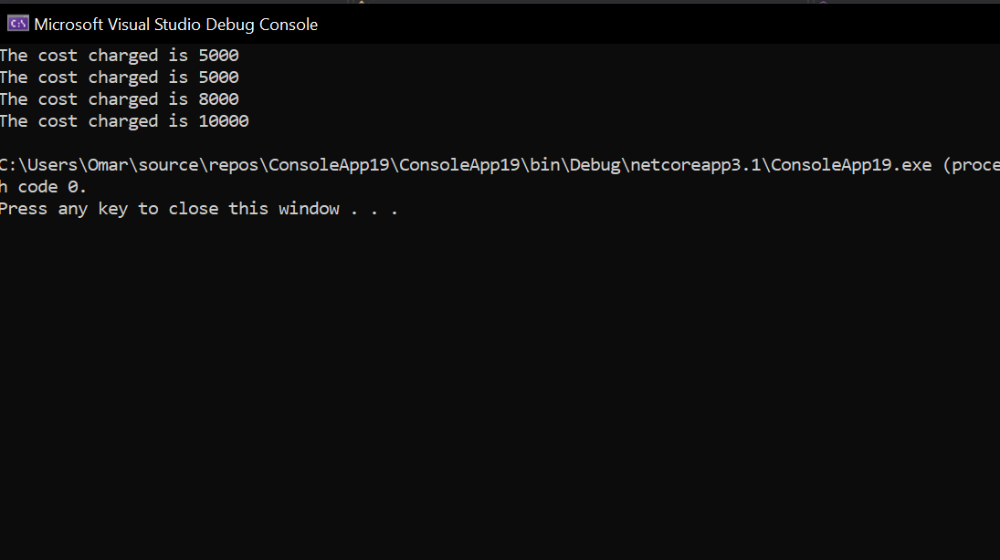 Microsoft Visual Studio Debug Console
The cost charged is 5000
The cost charged is 5000
The cost charged is 8000
The cost charged is 10000
C:\Users\Omar\source\repos\ConsoleApp19\ConsoleApp19\bin\Debug\netcoreapp3.1\ConsoleApp19.exe (proce
h code 0.
Press any key to close this window . . .